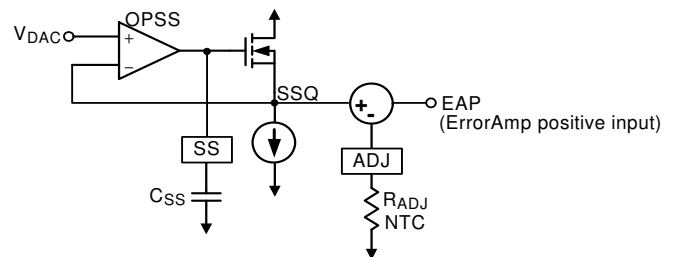 OPSS
VDAC
+
−
SSQ
+
-
EAP
(ErrorAmp positive input)
SS
ADJ
CSS
RADJ
NTC